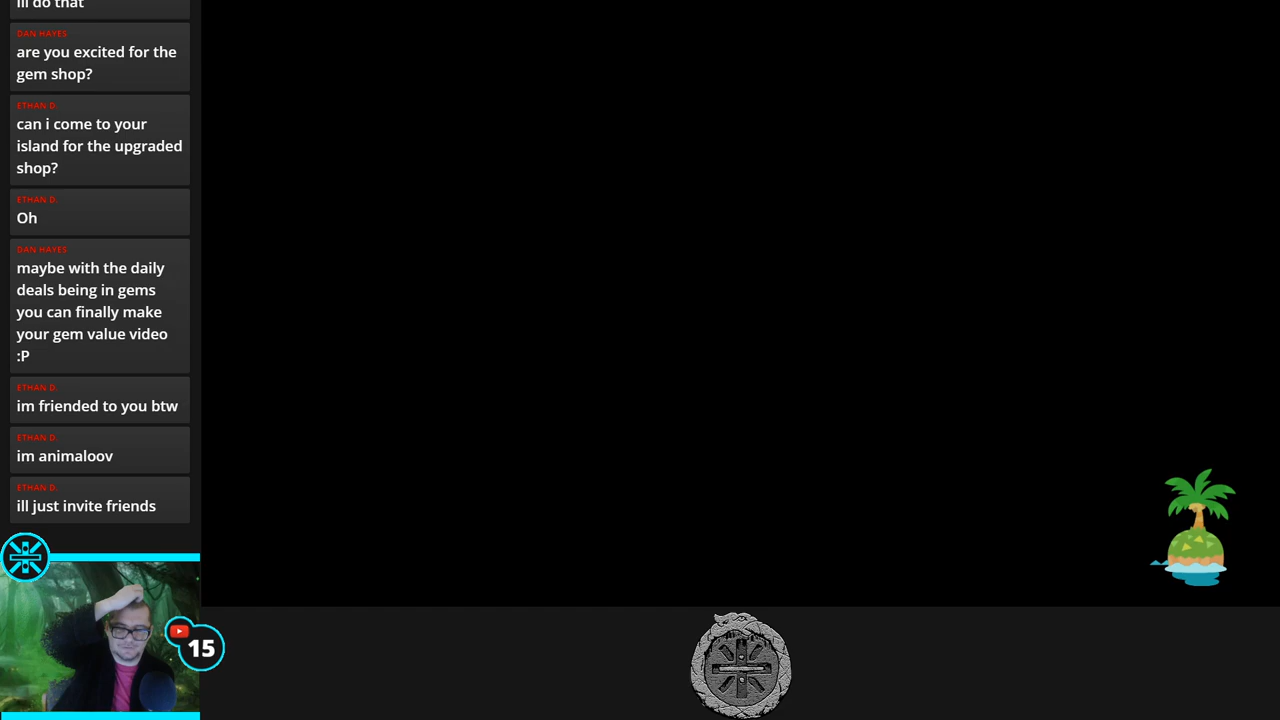 ill do that
DAN HAYES
are you excited for the
gem shop?
ETHAN D.
can i come to your
island for the upgraded
shop?
ETHAN D.
Oh
DAN HAYES
maybe with the daily
deals being in gems
you can finally make
your gem value video
:P
ETHAN D.
im friended to you btw
ETHAN D.
im animaloov
ETHAN D.
ill just invite friends
15